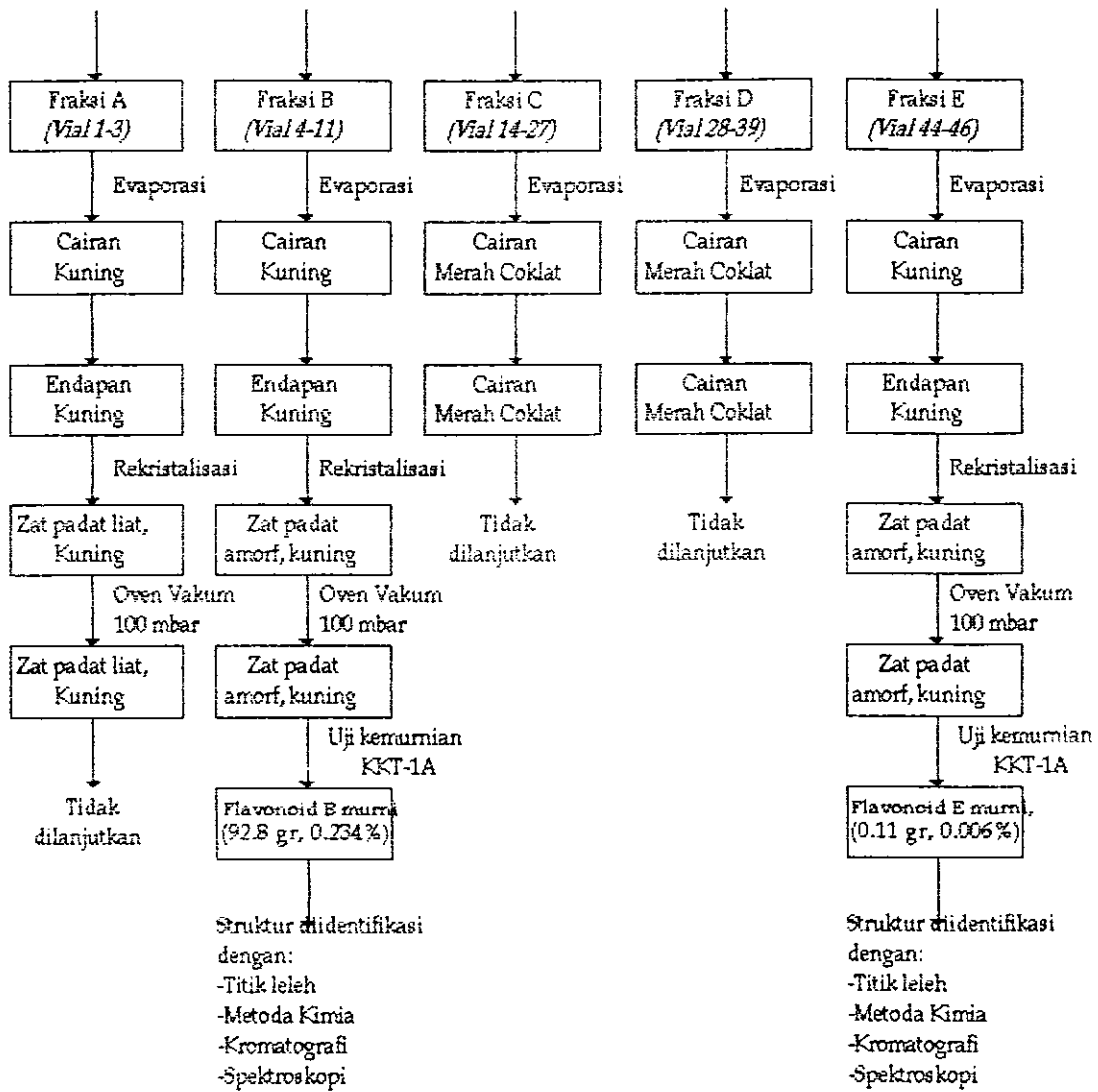 Fraksi A
(Vial 1-3)
Fraksi B
(Vial 4-11)
Fraksi C
(Vial 14-27)
Fraksi D
(Vial 28-39)
Fraksi E
(Vial 44-46)
Evaporasi
Evaporasi
Evaporasi
Evaporasi
Evaporasi
Cairan
Kuning
Cairan
Kuning
Cairan
Merah Coklat
Cairan
Merah Coklat
Cairan
Kuning
Endapan
Kuning
Endapan
Kuning
Cairan
Merah Coklat
Cairan
Merah Coklat
Endapan
Kuning
Rekristalisasi
Rekristalisasi
Rekristalisasi
Zat padat liat,
Kuning
Zat padat
amorf, kuning
Tidak
dilanjutkan
Tidak
dilanjutkan
Zat padat
amorf, kuning
Oven Vakum
100 mbar
Oven Vakum
100 mbar
Oven Vakum
100 mbar
Zat padat liat,
Kuning
Zat padat
amorf, kuning
Zat padat
amorf, kuning
Uji kemurnian
KKT-1A
Uji kemurnian
KKT-1A
Tidak
dilanjutkan
Flavonoid B murni
(92.8 gr, 0.234%)
Flavonoid E murni,
(0.11 gr, 0.006%)
Struktur diidentifikasi
dengan:
-Titik leleh
-Metoda Kimia
-Kromatografi
-Spektroskopi
Struktur diidentifikasi
dengan:
-Titik leleh
-Metoda Kimia
-Kromatografi
-Spektroskopi